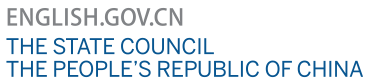 ENGLISH.GOV.CN
THE STATE COUNCIL
THE PEOPLE'S REPUBLIC OF CHINA